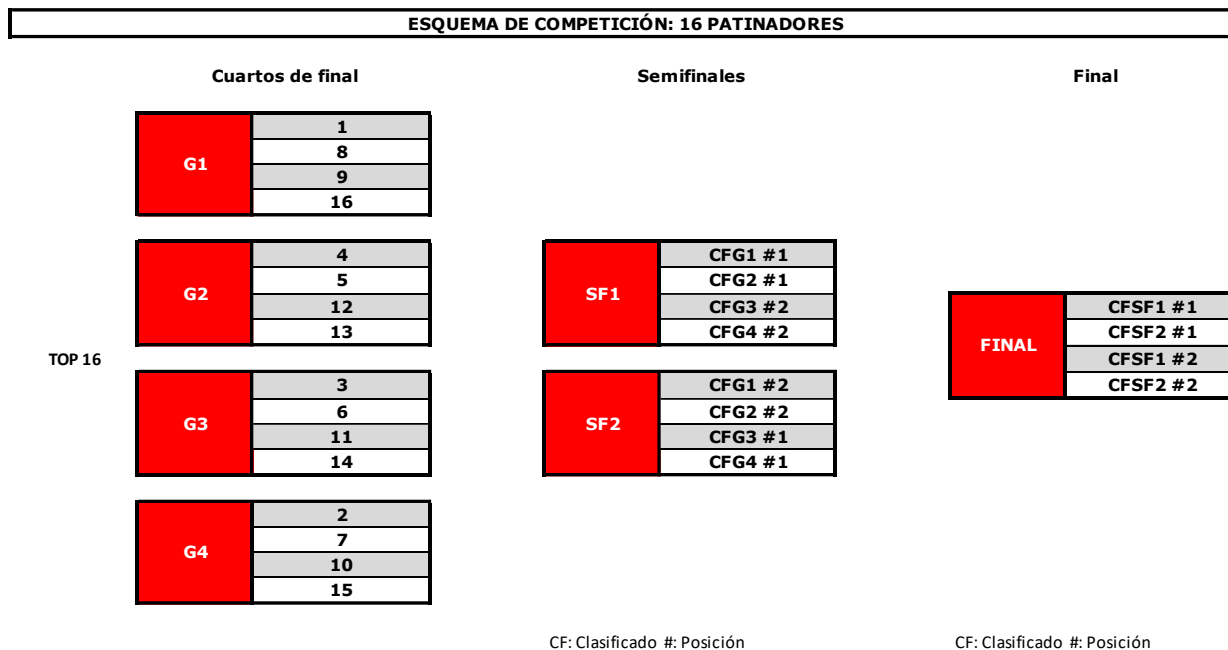 ESQUEMA DE COMPETICIÓN: 16 PATINADORES
Cuartos de final
Semifinales
Final
TOP 16
G1
1
8
9
16
G2
4
5
12
13
G3
3
6
11
14
G4
2
7
10
15
SF1
CFG1 #1
CFG2 #1
CFG3 #2
CFG4 #2
SF2
CFG1 #2
CFG2 #2
CFG3 #1
CFG4 #1
CF: Clasificado #: Posición
FINAL
CFSF1 #1
CFSF2 #1
CFSF1 #2
CFSF2 #2
CF: Clasificado #: Posición